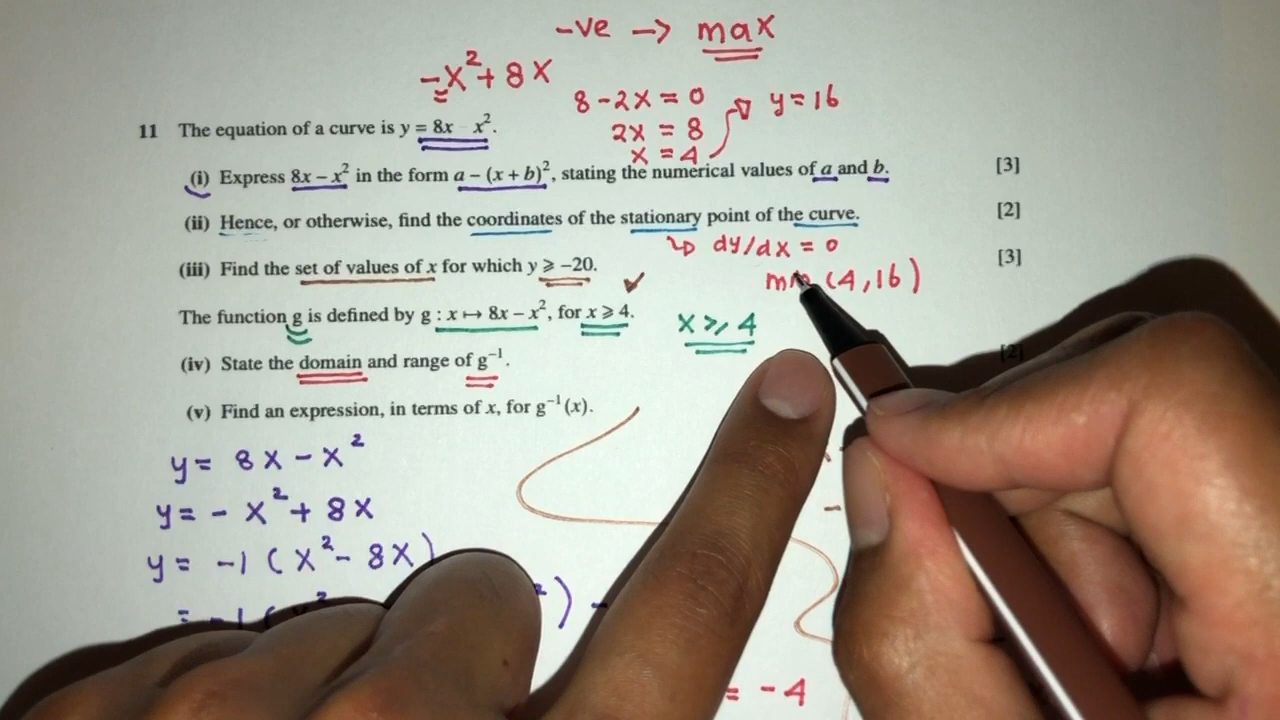 -ve → max
-x² + 8x
8 - 2x = 0
y = 16
2x = 8
x = 4
11 The equation of a curve is y = 8x - x².
(i) Express 8x - x² in the form a - (x + b)², stating the numerical values of a and b. [3]
(ii) Hence, or otherwise, find the coordinates of the stationary point of the curve. [2]
dy/dx = 0
(iii) Find the set of values of x for which y ⩾ -20. [3]
(4, 16)
The function g is defined by g : x ↦ 8x - x², for x ⩾ 4.
x ⩾ 4
(iv) State the domain and range of g⁻¹. [2]
(v) Find an expression, in terms of x, for g⁻¹(x).
y = 8x - x²
y = - x² + 8x
y = -1 (x² - 8x)
= -1 (
= -4